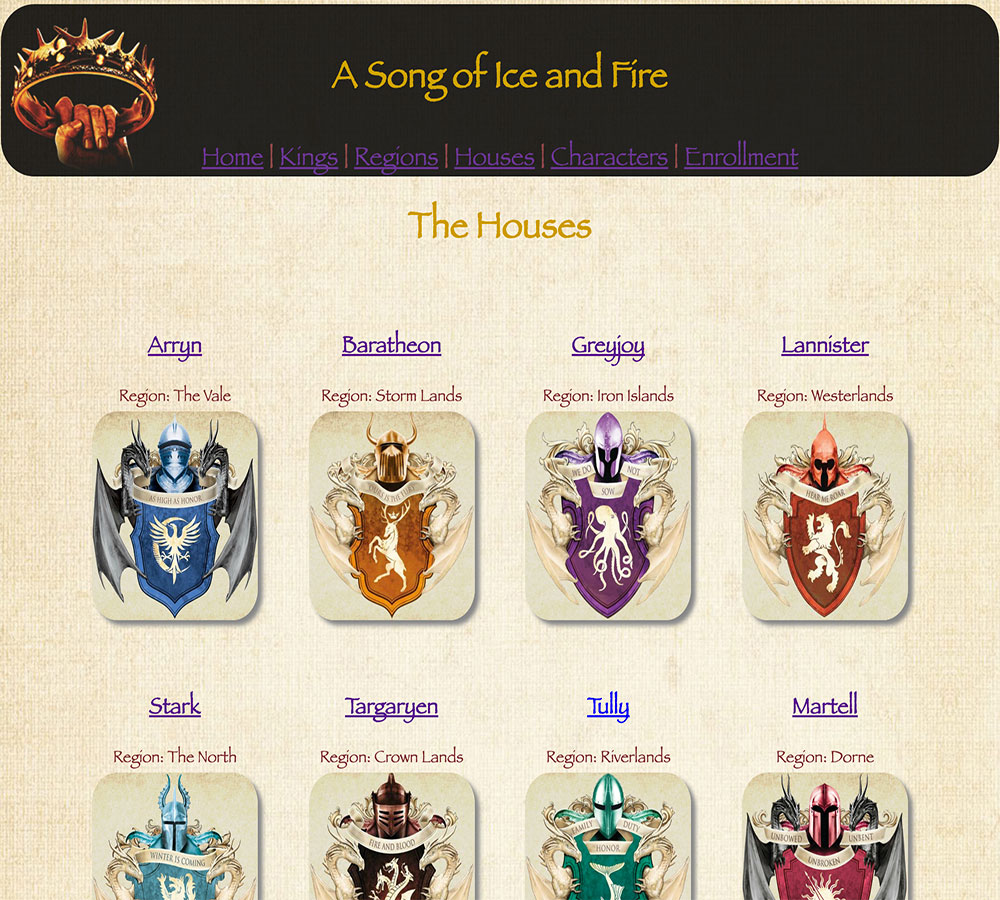 A Song of Ice and Fire
Home | Kings | Regions | Houses | Characters | Enrollment
The Houses
Arryn Baratheon Greyjoy Lannister
Region: The Vale Region: Storm Lands Region: Iron Islands Region: Westerlands
AS HIGH AS HONOR
WE DO NOT
SOW
HEAR ME ROAR
Stark Targaryen Tully Martell
Region: The North Region: Crown Lands Region: Riverlands Region: Dorne
WINTER IS COMING
FIRE AND BLOOD
FAMILY DUTY
HONOR
UNBOWED UNBENT
UNBROKEN